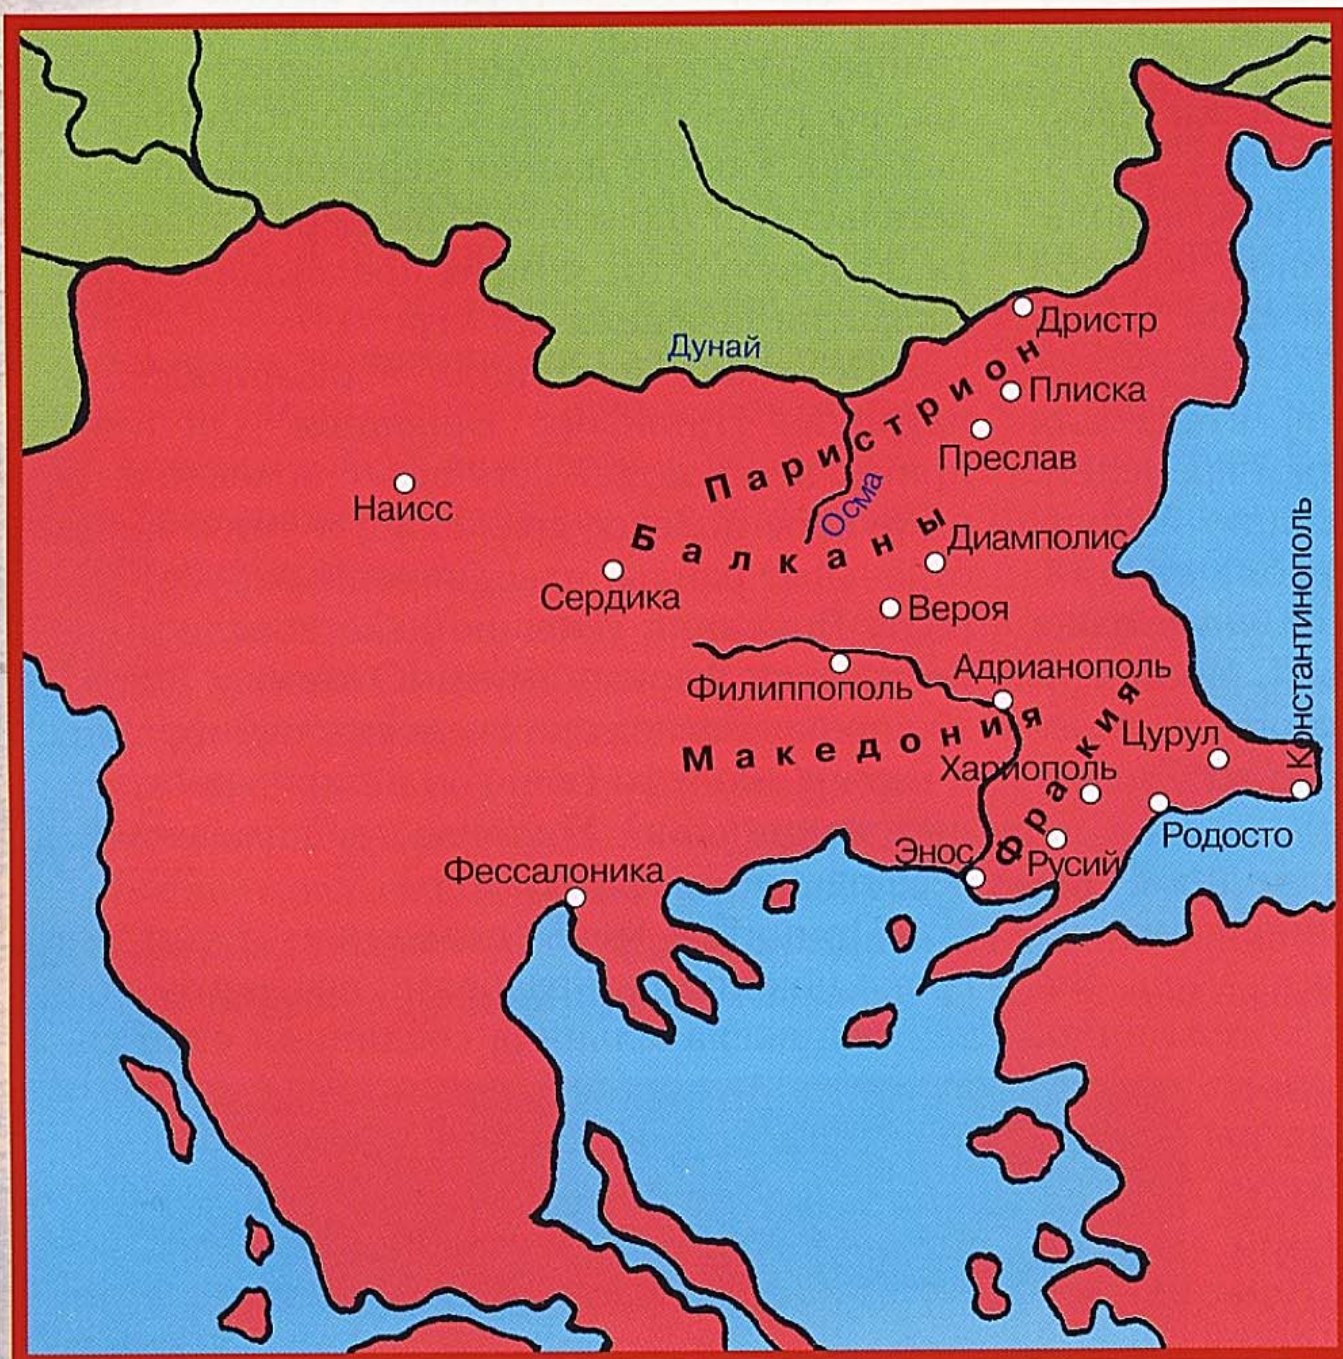 Дристр
Дунай
Паристрион
Плиска
Преслав
Наисс
Осма
Балканы
Диамполис
Сердика
Вероя
Константинополь
Адрианополь
Филиппополь
Македония
Фракия
Цурул
Хариополь
Родосто
Энос
Русий
Фессалоника